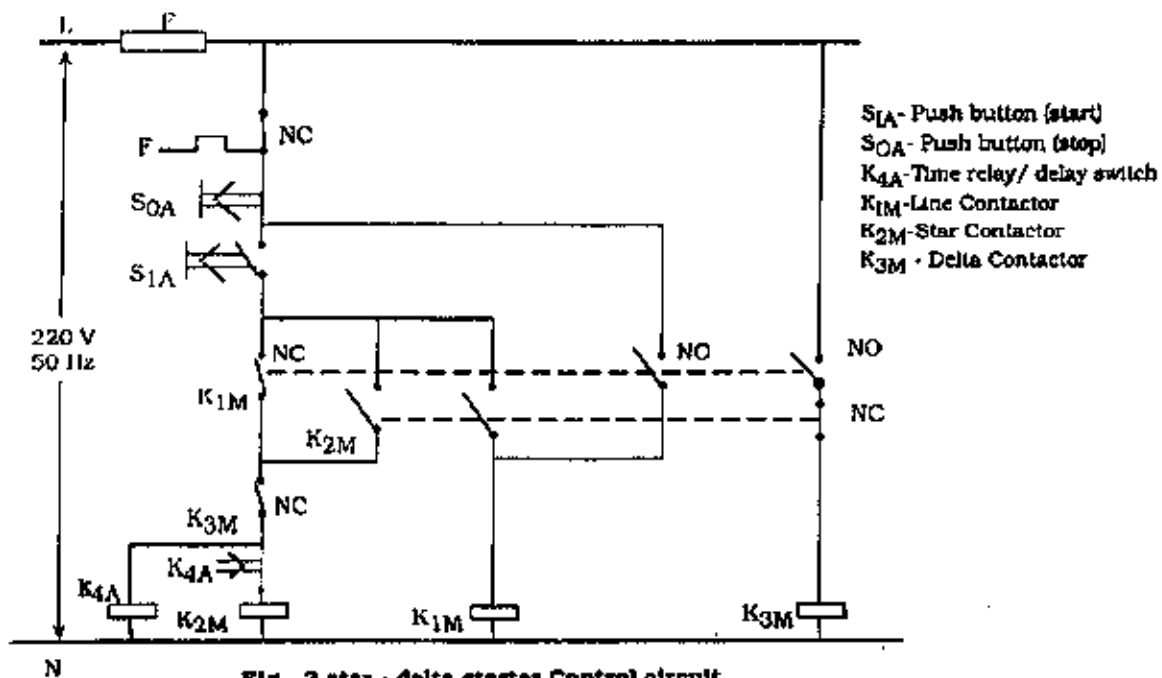 L F
F NC
S0A
S1A
220 V
50 Hz
NC
K1M
K2M
NO
NO
NC
NC
K3M
K4A
K4A
K2M
K1M
K3M
N
SIA- Push button (start)
SOA- Push button (stop)
K4A-Time relay/ delay switch
KIM-Line Contactor
K2M-Star Contactor
K3M - Delta Contactor
Fig. 2 star - delta starter Control circuit